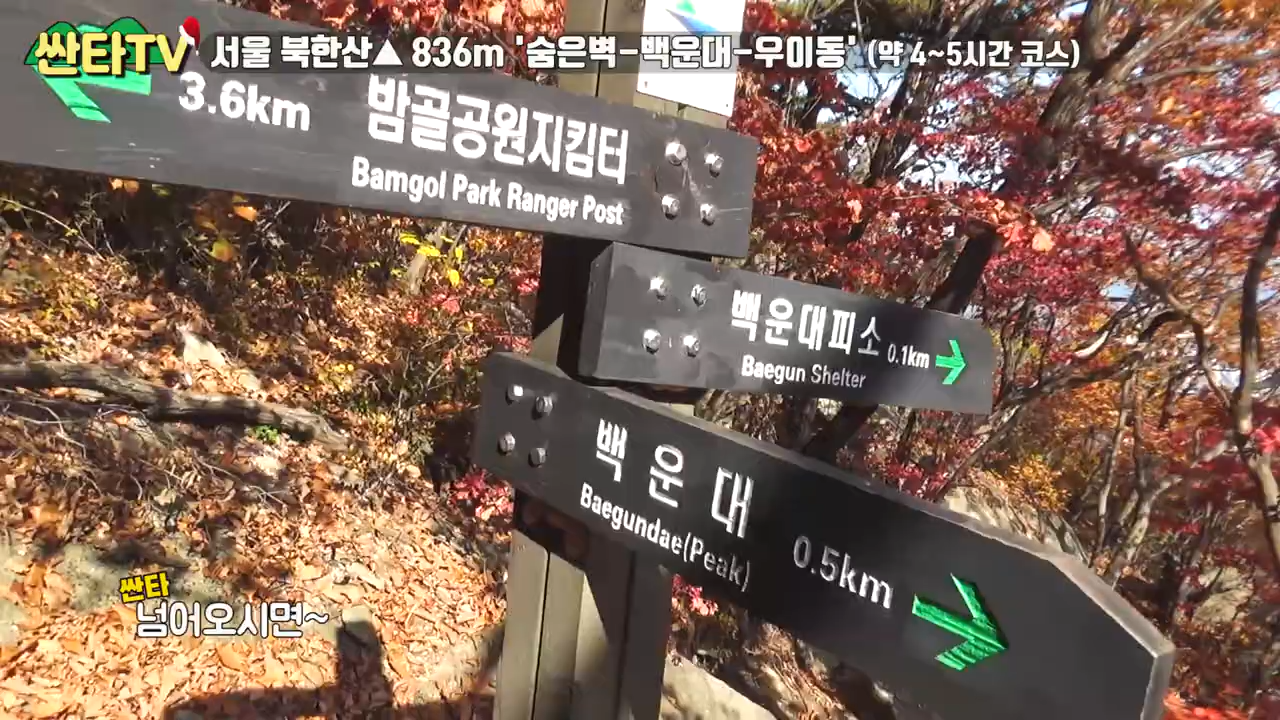 싼타TV 서울 북한산▲ 836m '숨은벽-백운대-우이동' (약 4~5시간 코스)
3.6km 밤골공원지킴터
Bamgol Park Ranger Post
백운대피소 0.1km
Baegun Shelter
백운대 0.5km
Baegundae(Peak)
싼타
넘어오시면~